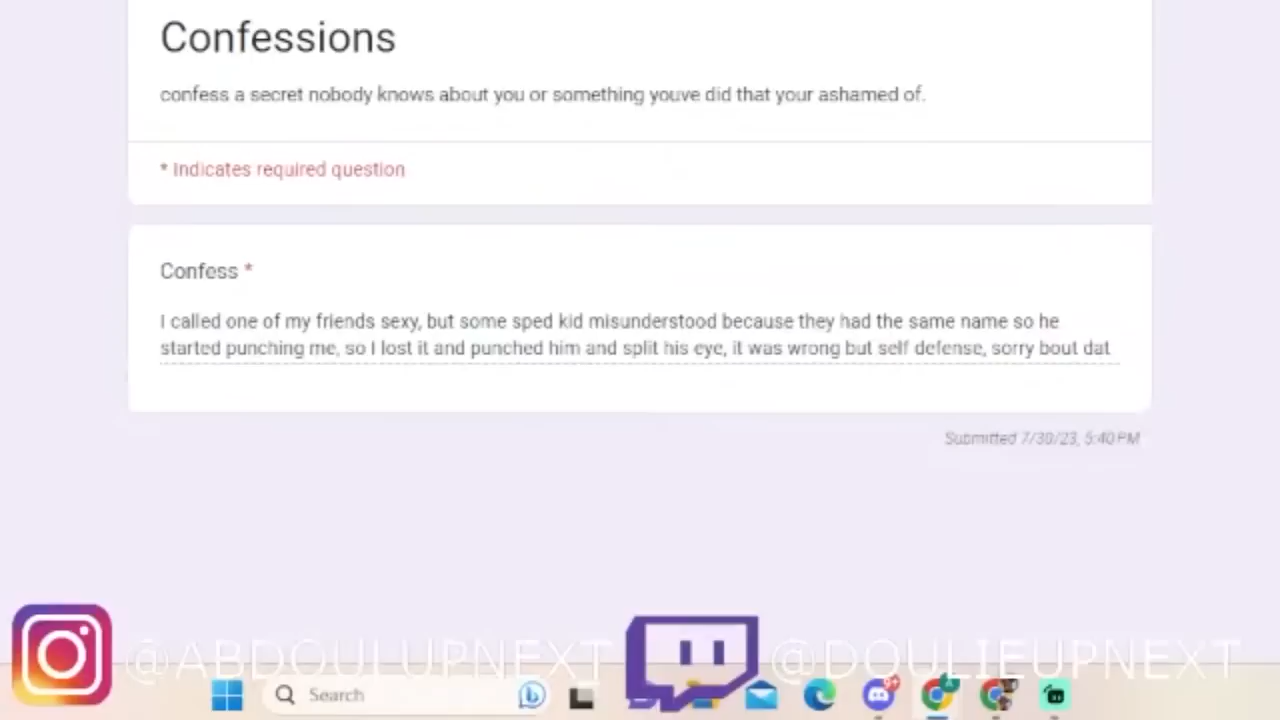 Confessions
confess a secret nobody knows about you or something youve did that your ashamed of.
* Indicates required question
Confess *
I called one of my friends sexy, but some sped kid misunderstood because they had the same name so he
started punching me, so I lost it and punched him and split his eye, it was wrong but self defense, sorry bout dat
Submitted 7/30/23, 5:40 PM
@ABDOULUPNEXT
@DOULIEUPNEXT
Search
9+